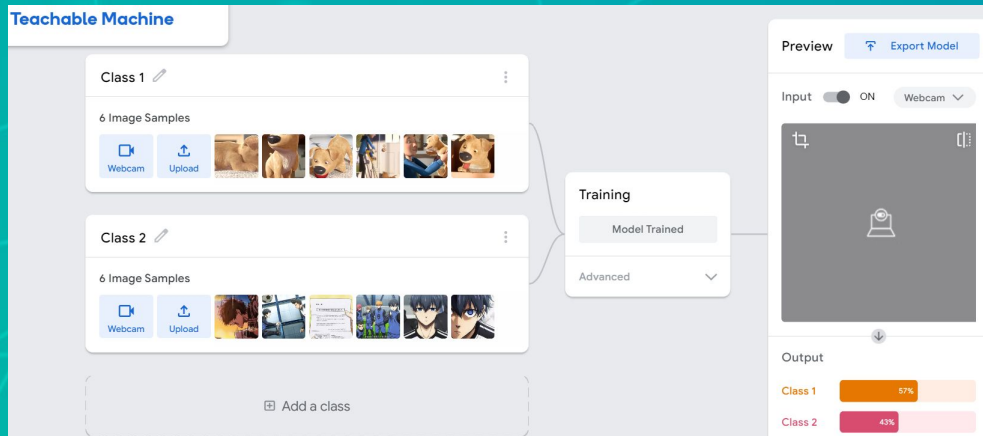 Teachable Machine
Class 1
6 Image Samples
Webcam
Upload
Class 2
6 Image Samples
Webcam
Upload
Add a class
Training
Model Trained
Advanced
Preview
Export Model
Input
ON
Webcam
Output
Class 1
57%
Class 2
43%